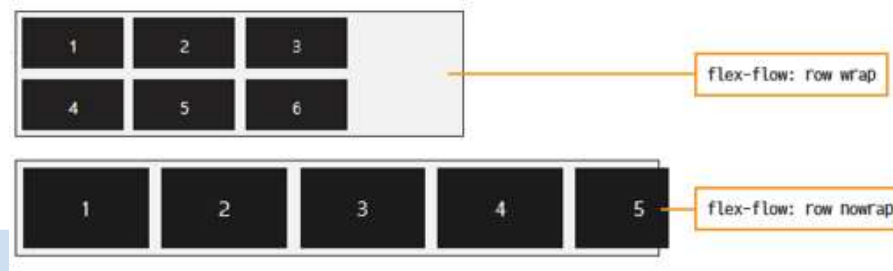 1 2 3
flex-flow: row wrap
4 5 6
1 2 3 4 5
flex-flow: row nowrap